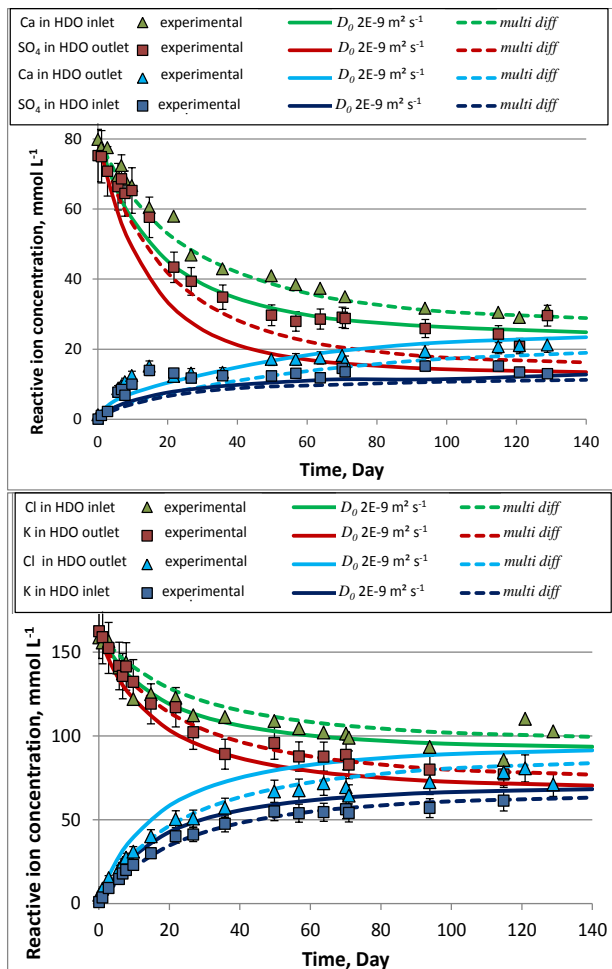 Ca in HDO inlet experimental D₀ 2E-9 m² s⁻¹ multi diff
SO₄ in HDO outlet experimental D₀ 2E-9 m² s⁻¹ multi diff
Ca in HDO outlet experimental D₀ 2E-9 m² s⁻¹ multi diff
SO₄ in HDO inlet experimental D₀ 2E-9 m² s⁻¹ multi diff
Reactive ion concentration, mmol L⁻¹
80
60
40
20
0
0 20 40 60 80 100 120 140
Time, Day
Cl in HDO inlet experimental D₀ 2E-9 m² s⁻¹ multi diff
K in HDO outlet experimental D₀ 2E-9 m² s⁻¹ multi diff
Cl in HDO outlet experimental D₀ 2E-9 m² s⁻¹ multi diff
K in HDO inlet experimental D₀ 2E-9 m² s⁻¹ multi diff
Reactive ion concentration, mmol L⁻¹
150
100
50
0
0 20 40 60 80 100 120 140
Time, Day